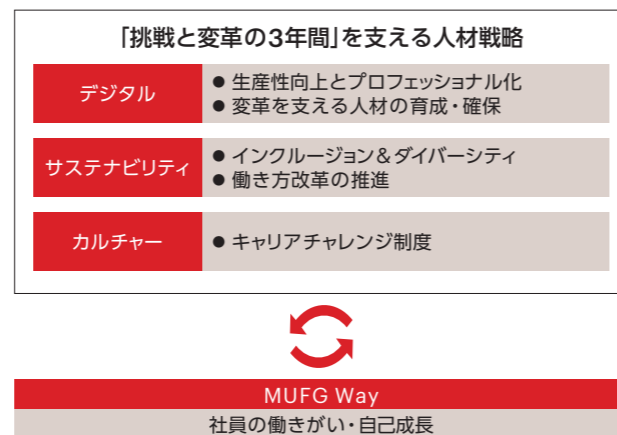 「挑戦と変革の3年間」を支える人材戦略
デジタル
● 生産性向上とプロフェッショナル化
● 変革を支える人材の育成・確保
サステナビリティ
● インクルージョン＆ダイバーシティ
● 働き方改革の推進
カルチャー
● キャリアチャレンジ制度
MUFG Way
社員の働きがい・自己成長